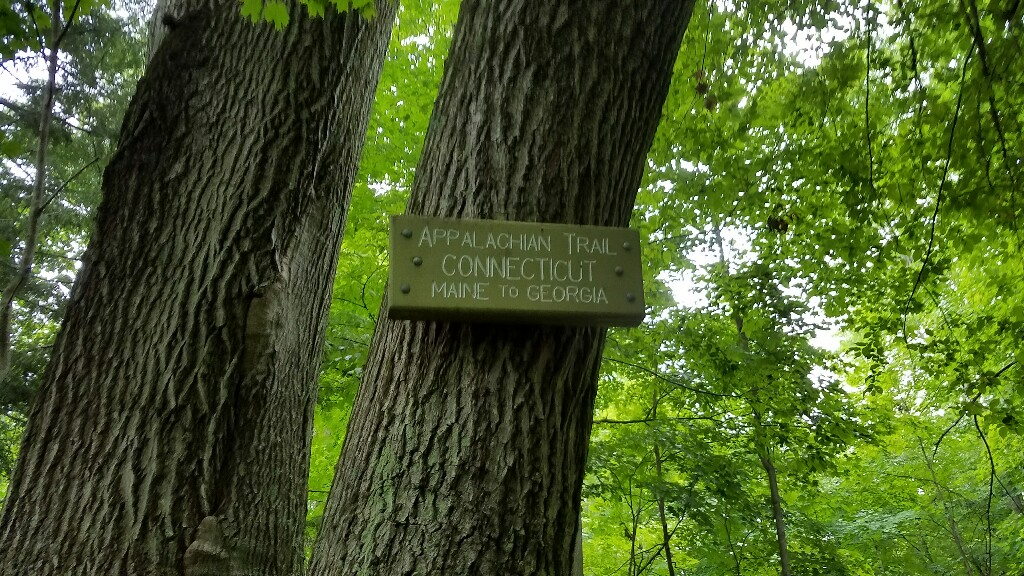 APPALACHIAN TRAIL
CONNECTICUT
MAINE TO GEORGIA